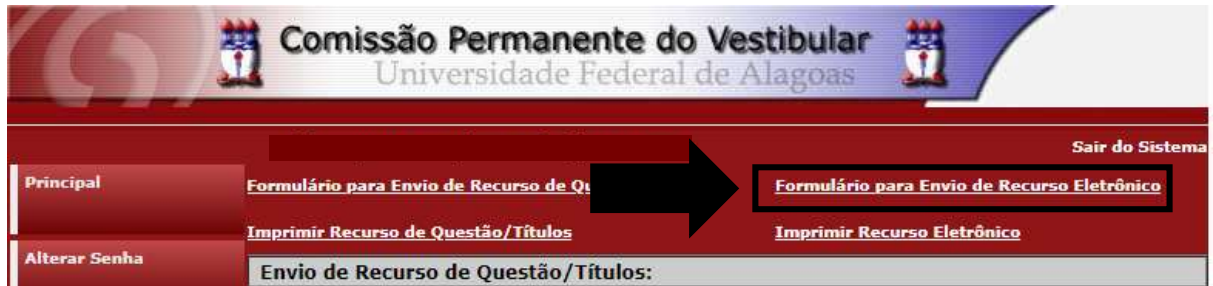 Comissão Permanente do Vestibular
Universidade Federal de Alagoas
Sair do Sistema
Principal
Formulário para Envio de Recurso de
Formulário para Envio de Recurso Eletrônico
Imprimir Recurso de Questão/Títulos
Imprimir Recurso Eletrônico
Alterar Senha
Envio de Recurso de Questão/Títulos: